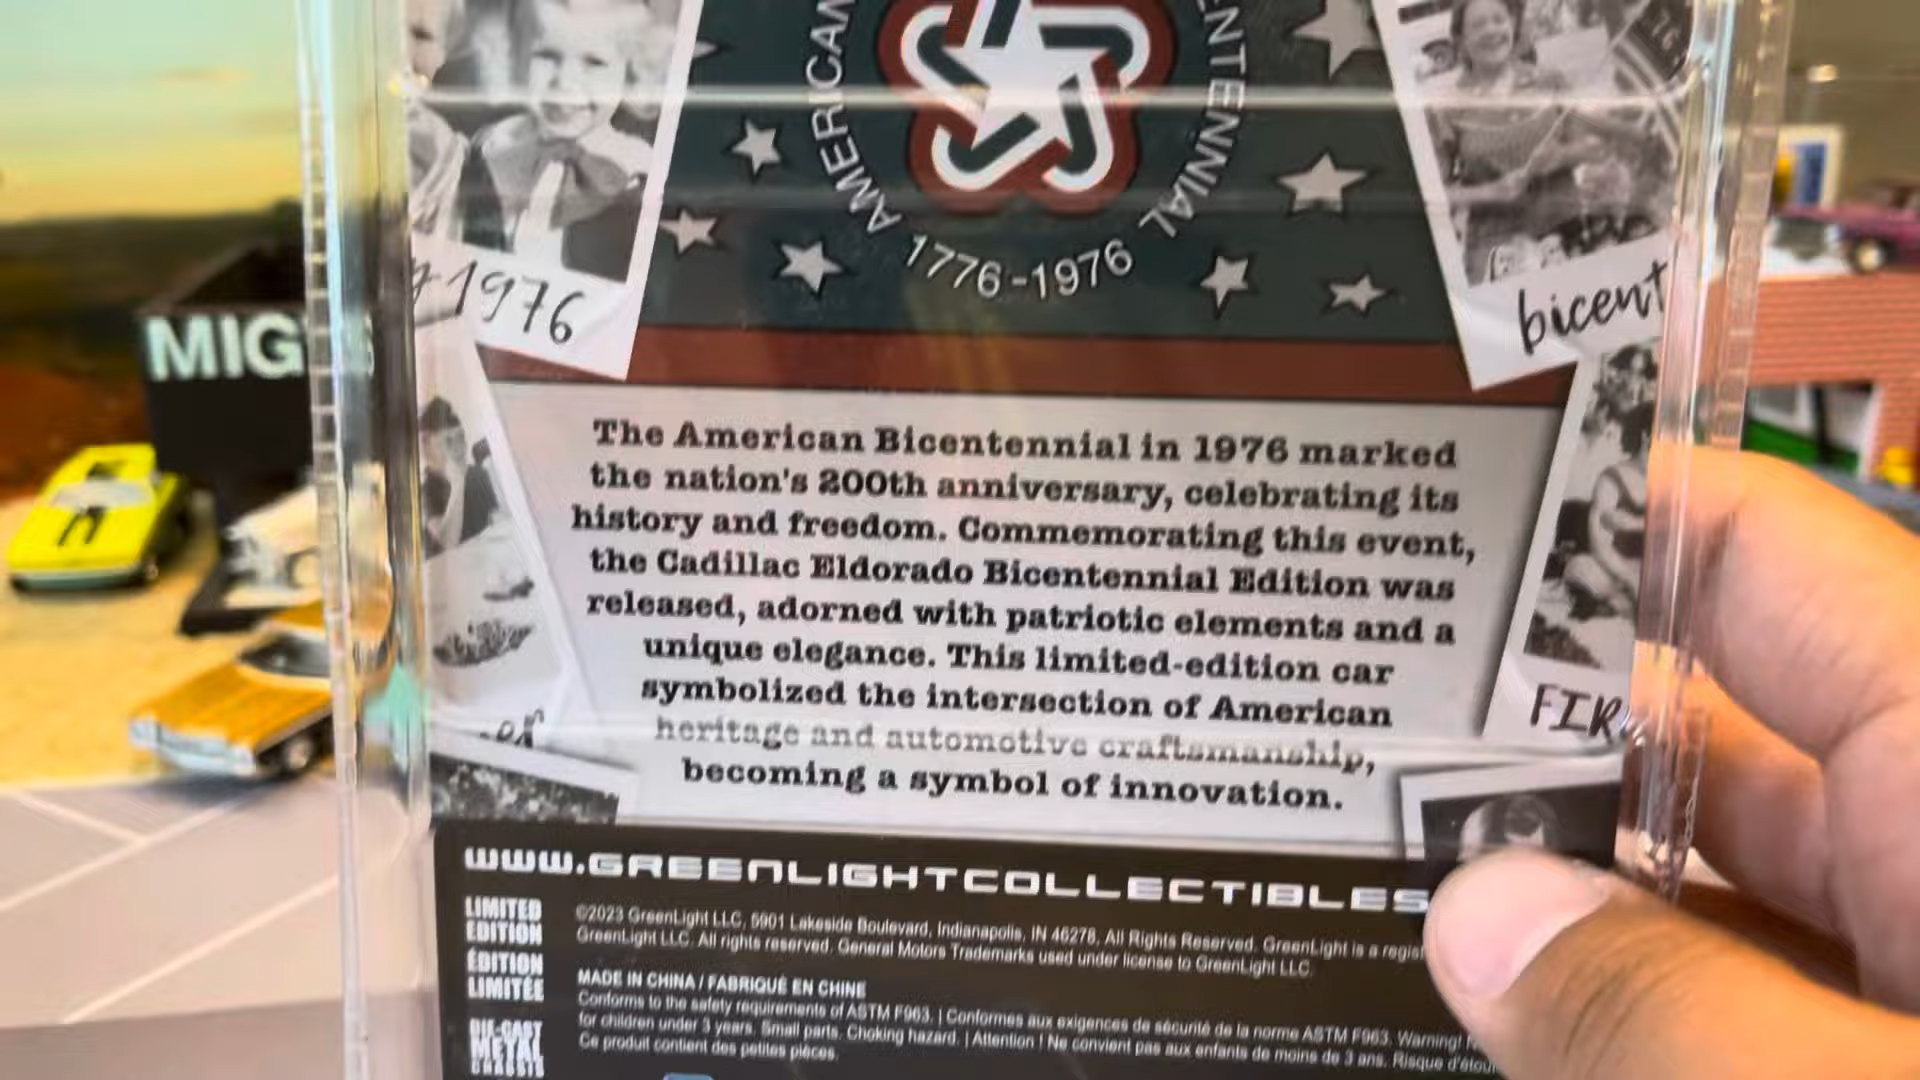 AMERICAN
1776-1976
1976
bicent
MIG
The American Bicentennial in 1976 marked
the nation's 200th anniversary, celebrating its
history and freedom. Commemorating this event,
the Cadillac Eldorado Bicentennial Edition was
released, adorned with patriotic elements and a
unique elegance. This limited-edition car
symbolized the intersection of American
heritage and automotive craftsmanship,
becoming a symbol of innovation.
FIR
WWW.GREENLIGHTCOLLECTIBLES
LIMITED
EDITION
ÉDITION
LIMITÉE
DIE-CAST
METAL
CHASSIS
©2023 GreenLight LLC, 5901 Lakeside Boulevard, Indianapolis, IN 46278, All Rights Reserved. GreenLight is a regist
GreenLight LLC. All rights reserved. General Motors Trademarks used under license to GreenLight LLC.
MADE IN CHINA / FABRIQUÉ EN CHINE
Conforms to the safety requirements of ASTM F963. | Conformes aux exigences de sécurité de la norme ASTM F963. Warning!
for children under 3 years. Small parts. Choking hazard. | Attention ! Ne convient pas aux enfants de moins de 3 ans. Risque d'étou
Ce produit contient des petites pièces.